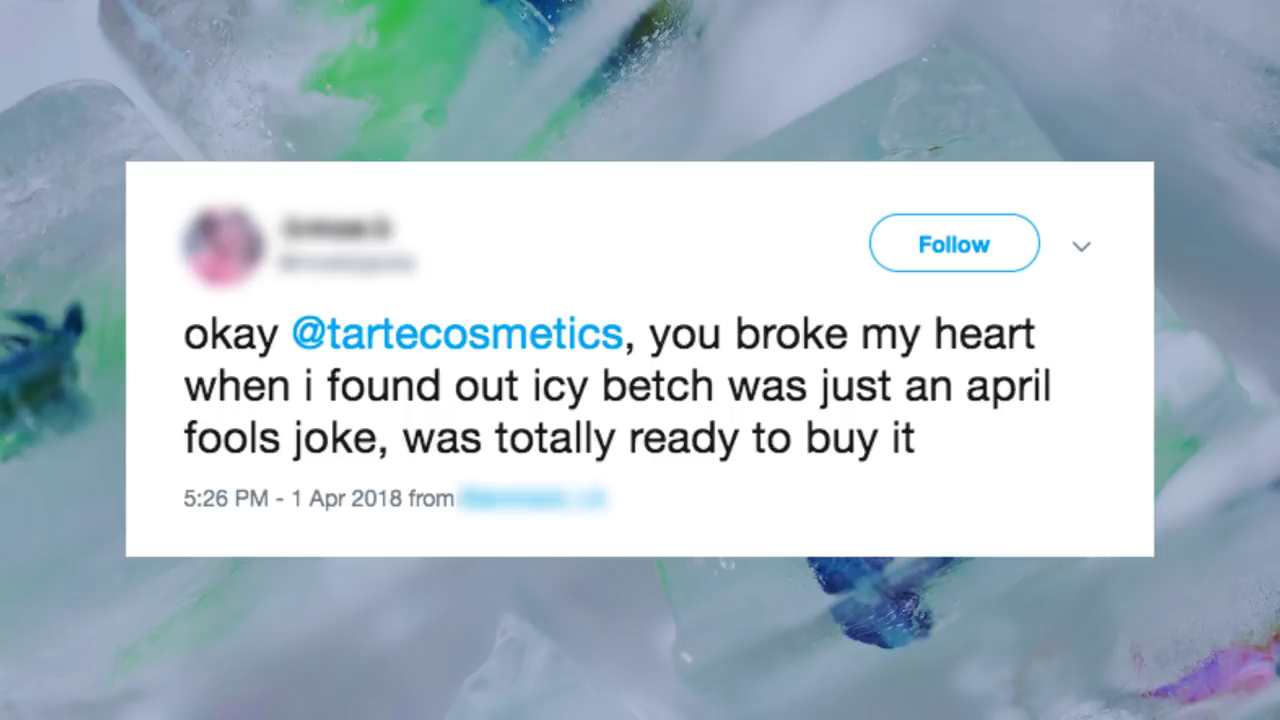 Follow
okay @tartecosmetics, you broke my heart
when i found out icy betch was just an april
fools joke, was totally ready to buy it
5:26 PM - 1 Apr 2018 from